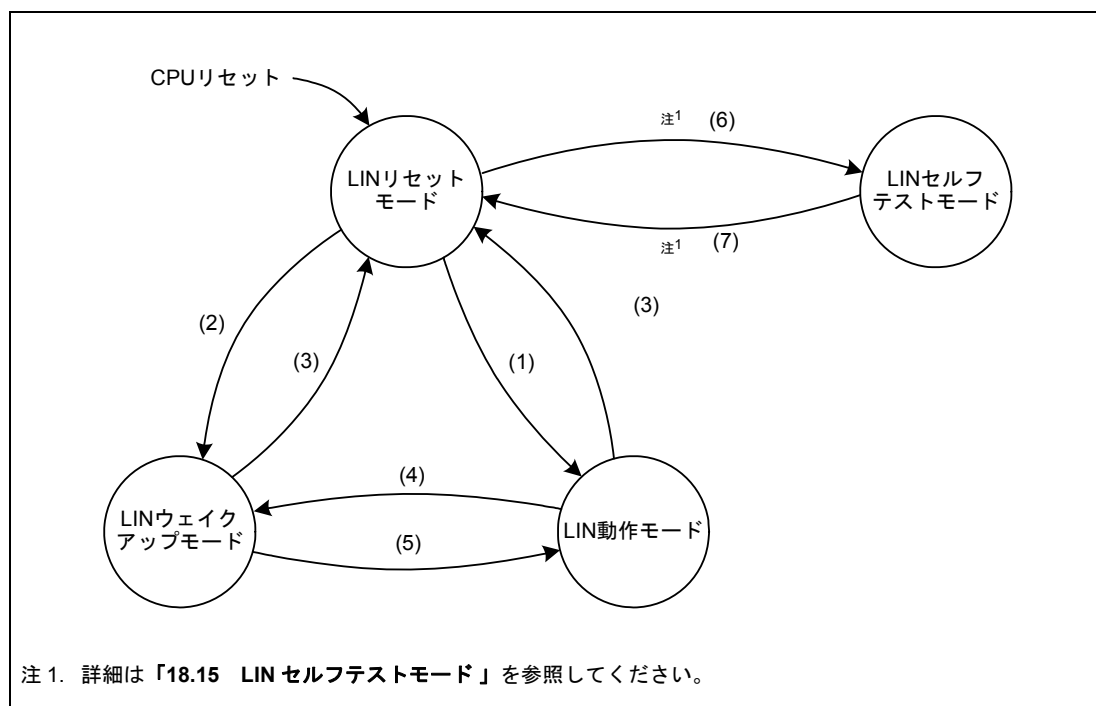 CPUリセット
注1 (6)
LINリセット
モード
LINセルフ
テストモード
注1 (7)
(2)
(3)
(1)
(3)
(4)
LINウェイク
アップモード
LIN動作モード
(5)
注 1. 詳細は「18.15 LIN セルフテストモード 」を参照してください。